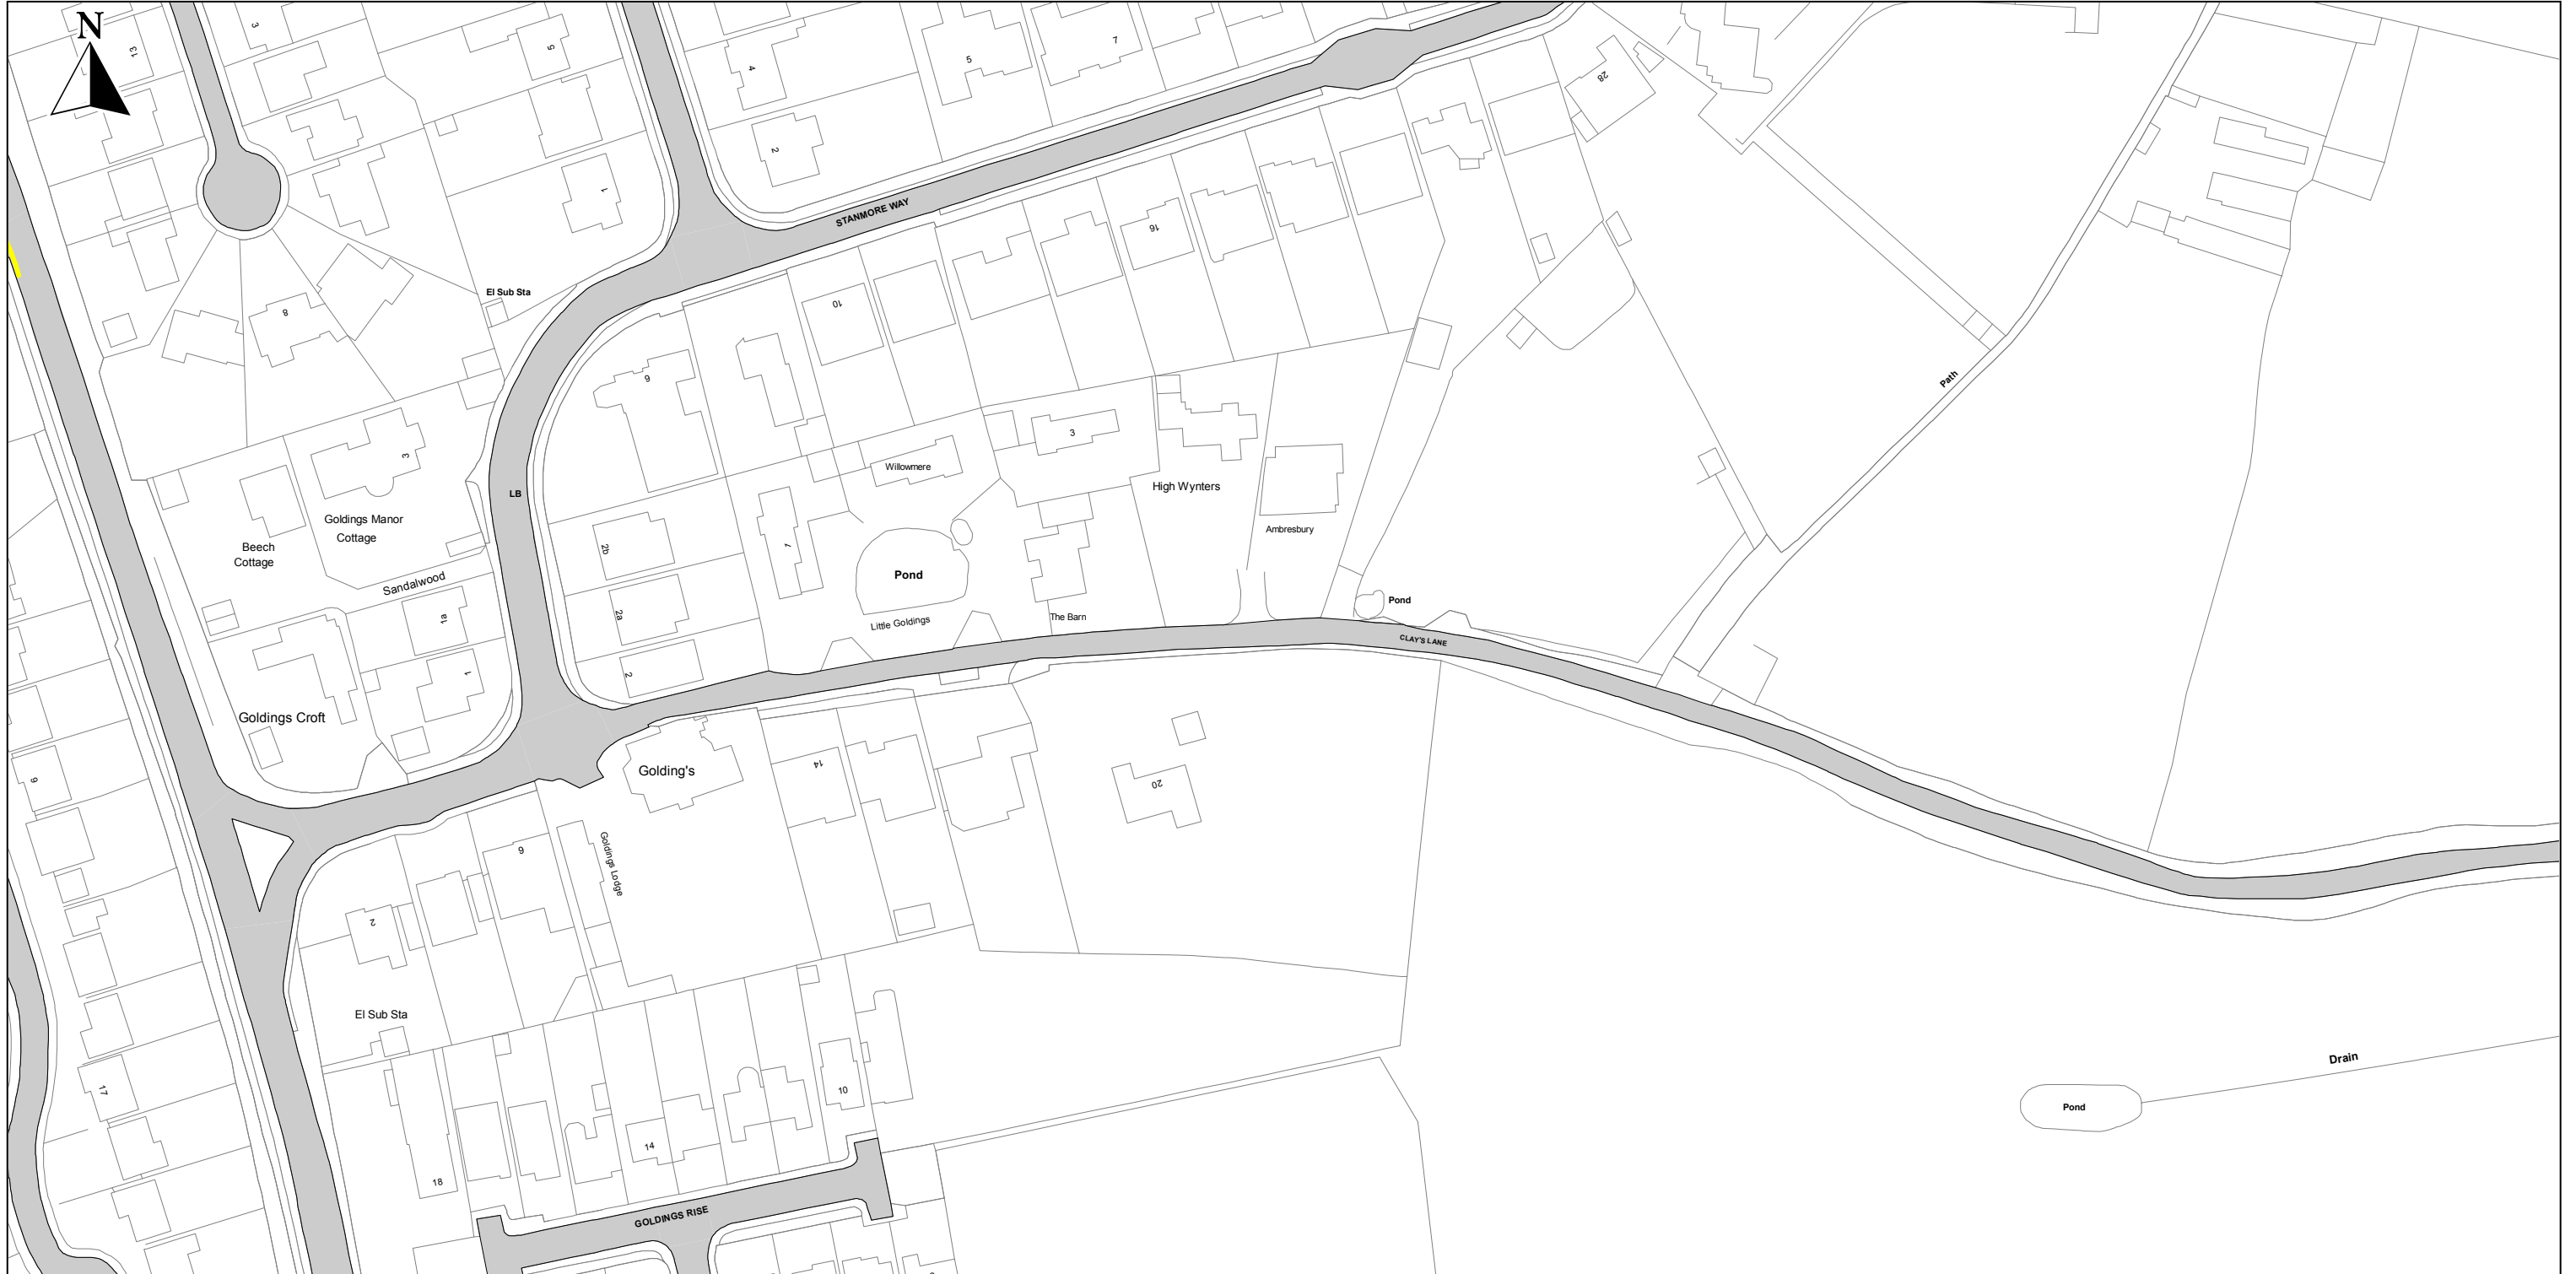 N
3
13
5
4
5
7
28
2
1
STANMORE WAY
16
El Sub Sta
10
8
Path
9
3
3
Willowmere
High Wynters
LB
Goldings Manor
Cottage
Ambresbury
Beech
Cottage
2b
7
Pond
Sandalwood
Pond
1a
2a
The Barn
Little Goldings
CLAY'S LANE
1
2
Goldings Croft
Golding's
14
20
9
9
Goldings Lodge
2
El Sub Sta
Drain
17
10
Pond
14
18
GOLDINGS RISE